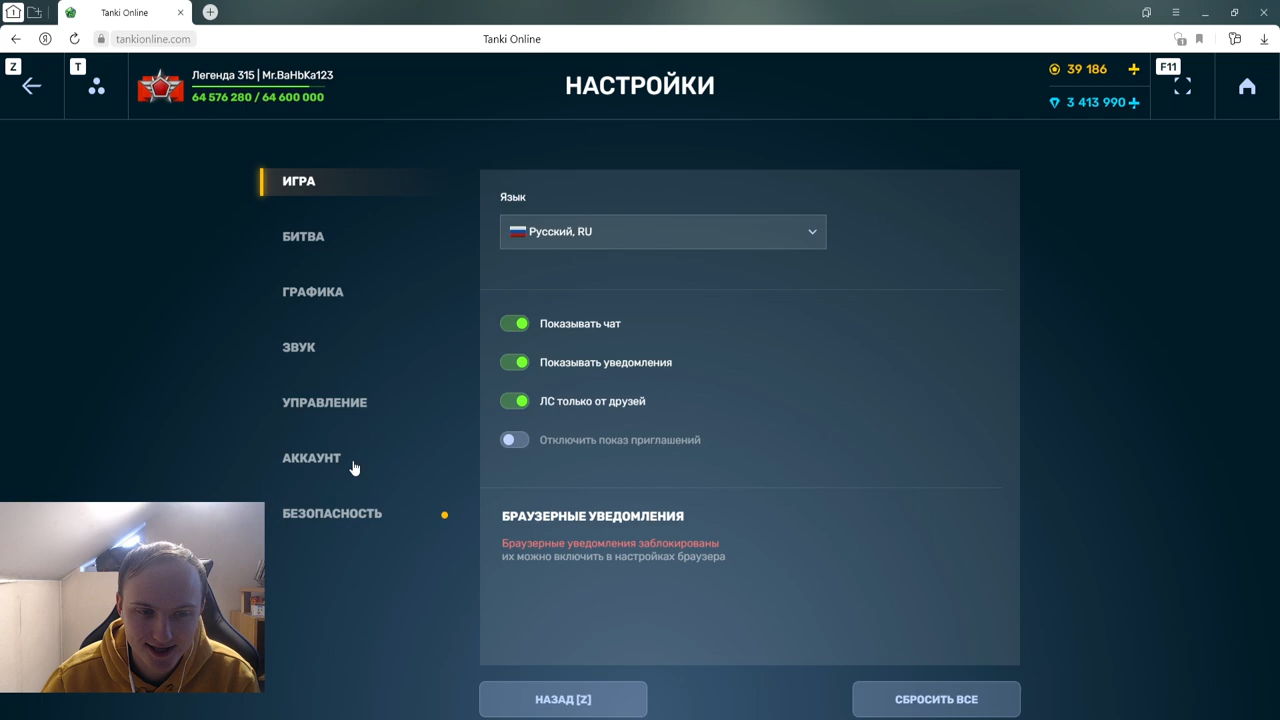 Tanki Online
tankionline.com
Tanki Online
Z
T
Легенда 315 | Mr.BaHbKa123
64 576 280 / 64 600 000
НАСТРОЙКИ
39 186
3 413 990
F11
ИГРА
БИТВА
ГРАФИКА
ЗВУК
УПРАВЛЕНИЕ
АККАУНТ
БЕЗОПАСНОСТЬ
Язык
Русский, RU
Показывать чат
Показывать уведомления
ЛС только от друзей
Отключить показ приглашений
БРАУЗЕРНЫЕ УВЕДОМЛЕНИЯ
Браузерные уведомления заблокированы
их можно включить в настройках браузера
НАЗАД [Z]
СБРОСИТЬ ВСЕ